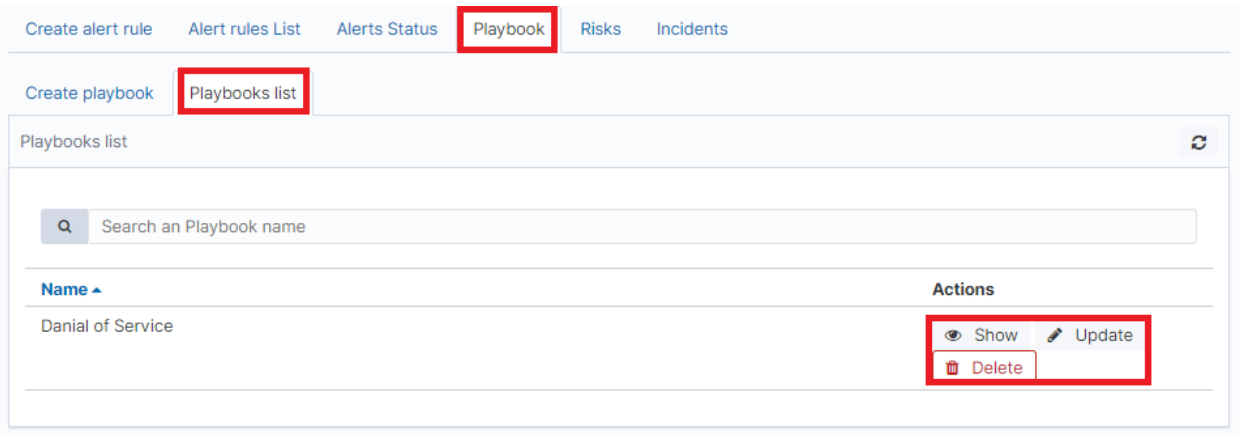 Create alert rule Alert rules List Alerts Status Playbook Risks Incidents
Create playbook Playbooks list
Playbooks list
Search an Playbook name
Name Actions
Danial of Service
Show Update
Delete